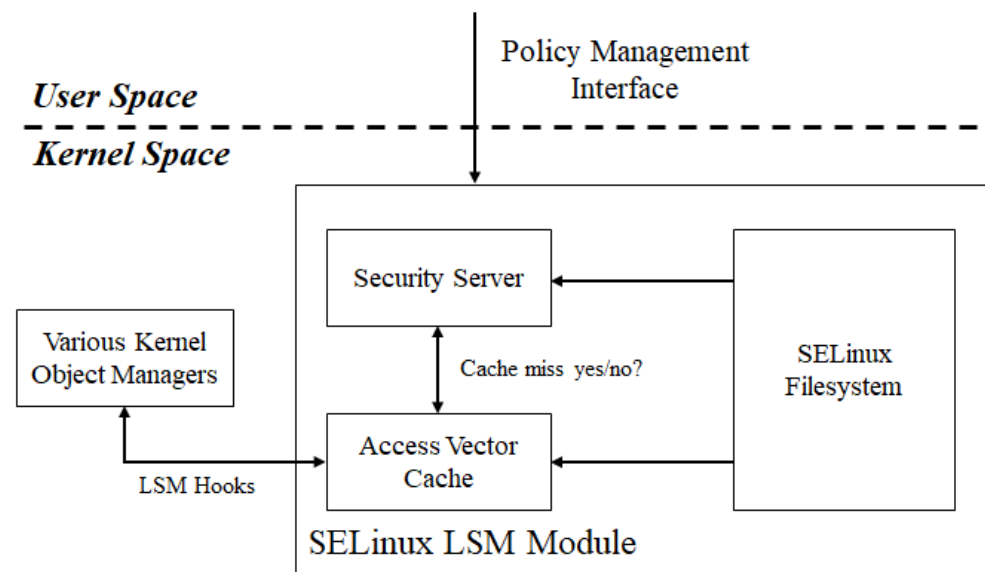 Policy Management
Interface
User Space
Kernel Space
Security Server
Various Kernel
Object Managers
Cache miss yes/no?
SELinux
Filesystem
Access Vector
Cache
LSM Hooks
SELinux LSM Module